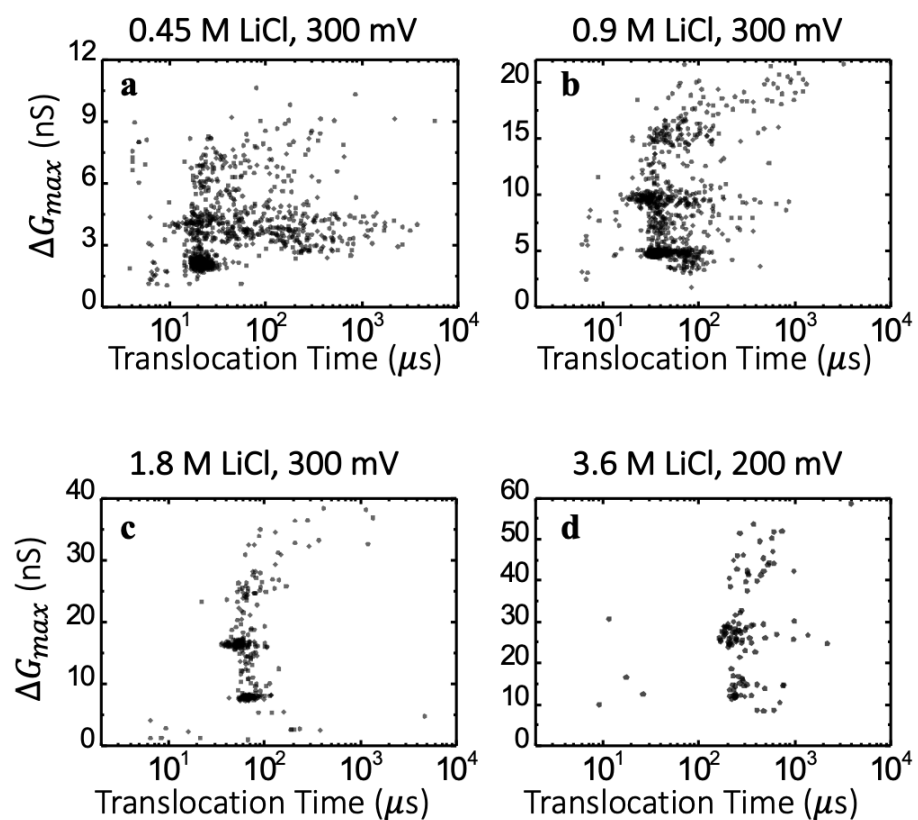 0.45 M LiCl, 300 mV
a
12
9
6
3
0
ΔG_max (nS)
10^1 10^2 10^3 10^4
Translocation Time (μs)
0.9 M LiCl, 300 mV
b
20
15
10
5
0
10^1 10^2 10^3 10^4
Translocation Time (μs)
1.8 M LiCl, 300 mV
c
40
30
20
10
0
ΔG_max (nS)
10^1 10^2 10^3 10^4
Translocation Time (μs)
3.6 M LiCl, 200 mV
d
60
50
40
30
20
10
0
10^1 10^2 10^3 10^4
Translocation Time (μs)